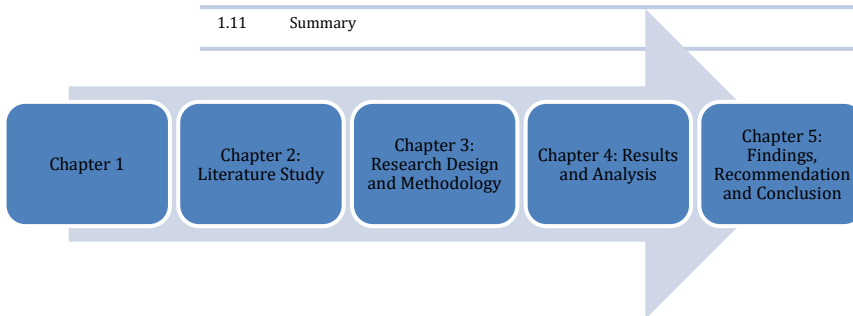 1.11 Summary
Chapter 1
Chapter 2:
Literature Study
Chapter 3:
Research Design
and Methodology
Chapter 4: Results
and Analysis
Chapter 5:
Findings,
Recommendation
and Conclusion